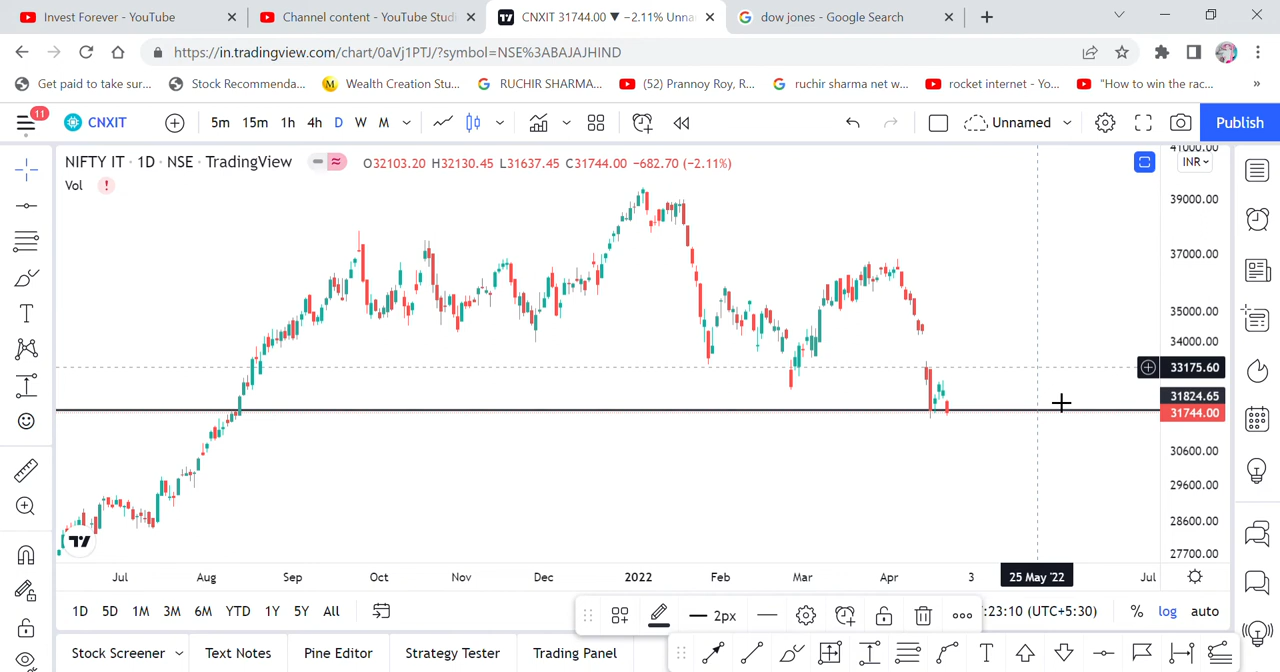 Invest Forever - YouTube
Channel content - YouTube Studi
CNXIT 31744.00 ▼ −2.11% Unna
dow jones - Google Search
https://in.tradingview.com/chart/0aVj1PTJ/?symbol=NSE%3ABAJAJHIND
Get paid to take sur...
Stock Recommenda...
Wealth Creation Stu...
RUCHIR SHARMA...
(52) Prannoy Roy, R...
ruchir sharma net w...
rocket internet - Yo...
"How to win the rac...
»
11
CNXIT
5m 15m 1h 4h D W M
Unnamed
Publish
NIFTY IT · 1D · NSE · TradingView
O32103.20 H32130.45 L31637.45 C31744.00 −682.70 (−2.11%)
Vol
INR
41000.00
39000.00
37000.00
35000.00
34000.00
33175.60
31824.65
31744.00
30600.00
29600.00
28600.00
27700.00
Jul Aug Sep Oct Nov Dec 2022 Feb Mar Apr 3 25 May '22 Jul
1D 5D 1M 3M 6M YTD 1Y 5Y All
2px
:23:10 (UTC+5:30)
% log auto
Stock Screener
Text Notes
Pine Editor
Strategy Tester
Trading Panel